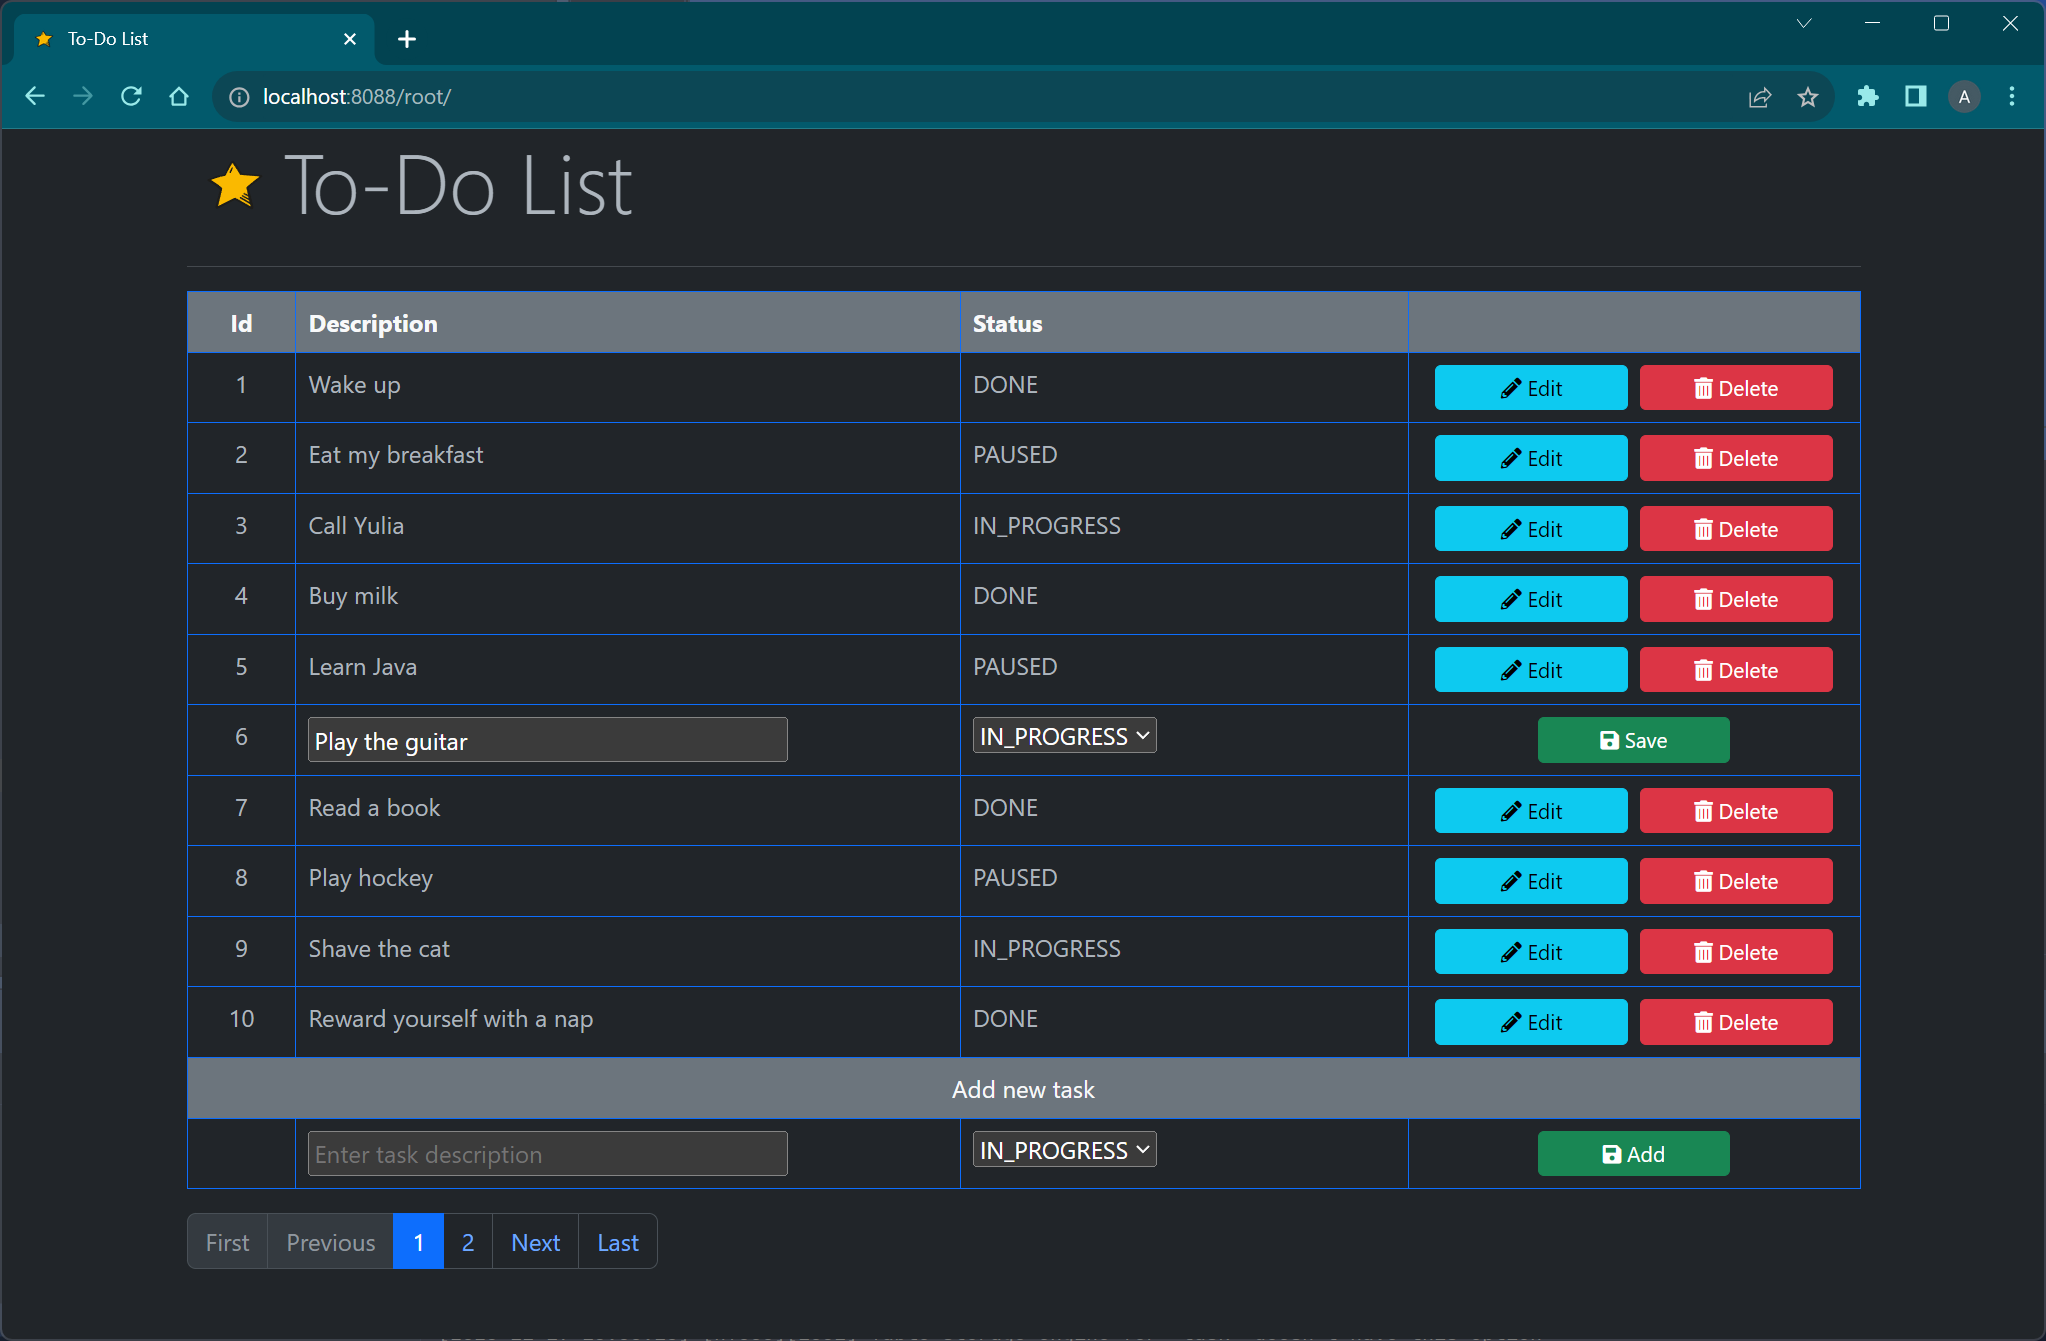 To-Do List
localhost:8088/root/
A
To-Do List
Id Description Status
1 Wake up DONE Edit Delete
2 Eat my breakfast PAUSED Edit Delete
3 Call Yulia IN_PROGRESS Edit Delete
4 Buy milk DONE Edit Delete
5 Learn Java PAUSED Edit Delete
6 Play the guitar IN_PROGRESS Save
7 Read a book DONE Edit Delete
8 Play hockey PAUSED Edit Delete
9 Shave the cat IN_PROGRESS Edit Delete
10 Reward yourself with a nap DONE Edit Delete
Add new task
Enter task description IN_PROGRESS Add
First Previous 1 2 Next Last